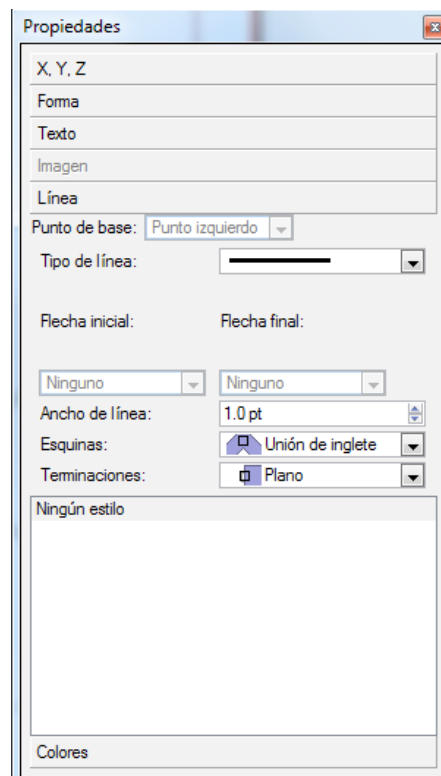 Propiedades
X, Y, Z
Forma
Texto
Imagen
Línea
Punto de base: Punto izquierdo
Tipo de línea:
Flecha inicial: Flecha final:
Ninguno Ninguno
Ancho de línea: 1.0 pt
Esquinas: Unión de inglete
Terminaciones: Plano
Ningún estilo
Colores